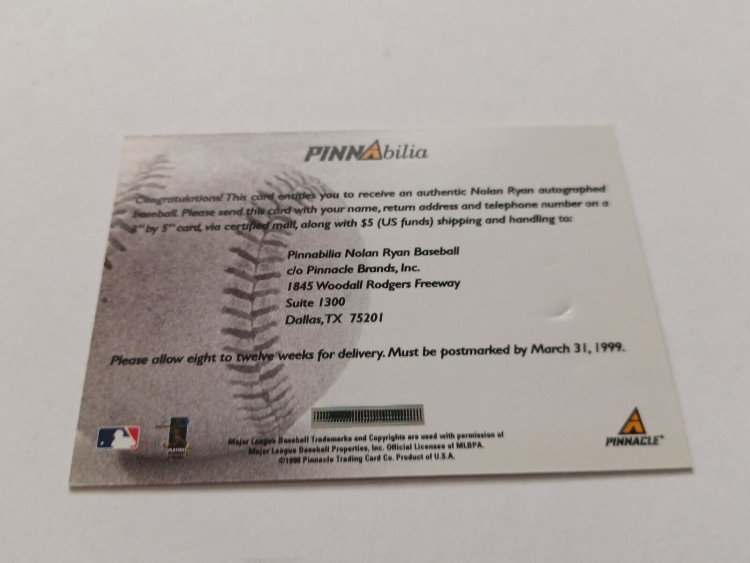 PINNAbilia
Congratulations! This card entitles you to receive an authentic Nolan Ryan autographed
baseball. Please send this card with your name, return address and telephone number on a
3" by 5" card, via certified mail, along with $5 (US funds) shipping and handling to:
Pinnabilia Nolan Ryan Baseball
c/o Pinnacle Brands, Inc.
1845 Woodall Rodgers Freeway
Suite 1300
Dallas, TX 75201
Please allow eight to twelve weeks for delivery. Must be postmarked by March 31, 1999.
Major League Baseball Trademarks and Copyrights are used with permission of
Major League Baseball Properties, Inc. Official Licensee of MLBPA.
©1998 Pinnacle Trading Card Co. Product of U.S.A.
PINNACLE